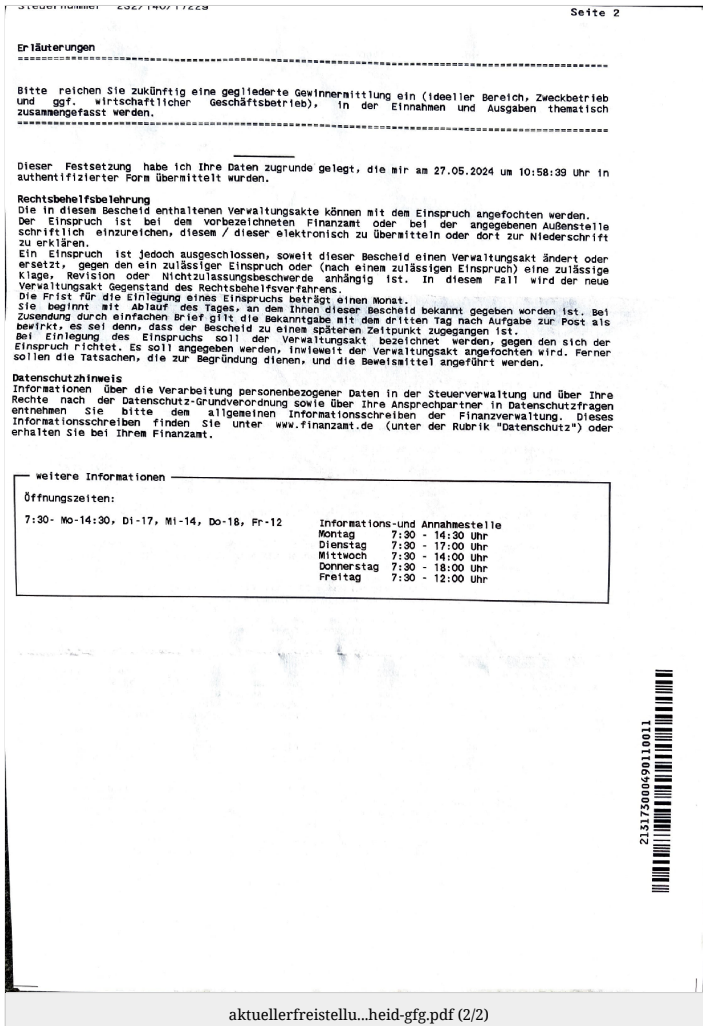 Seite 2
Erläuterungen
Bitte reichen Sie zukünftig eine gegliederte Gewinnermittlung ein (ideeller Bereich, Zweckbetrieb
und ggf. wirtschaftlicher Geschäftsbetrieb), in der Einnahmen und Ausgaben thematisch
zusammengefasst werden.
Dieser Festsetzung habe ich Ihre Daten zugrunde gelegt, die mir am 27.05.2024 um 10:58:39 Uhr in
authentifizierter Form übermittelt wurden.
Rechtsbehelfsbelehrung
Die in diesem Bescheid enthaltenen Verwaltungsakte können mit dem Einspruch angefochten werden.
Der Einspruch ist bei dem vorbezeichneten Finanzamt oder bei der angegebenen Außenstelle
schriftlich einzureichen, diesem / dieser elektronisch zu übermitteln oder dort zur Niederschrift
zu erklären.
Ein Einspruch ist jedoch ausgeschlossen, soweit dieser Bescheid einen Verwaltungsakt ändert oder
ersetzt, gegen den ein zulässiger Einspruch oder (nach einem zulässigen Einspruch) eine zulässige
Klage, Revision oder Nichtzulassungsbeschwerde anhängig ist. In diesem Fall wird der neue
Verwaltungsakt Gegenstand des Rechtsbehelfsverfahrens.
Die Frist für die Einlegung eines Einspruchs beträgt einen Monat.
Sie beginnt mit Ablauf des Tages, an dem Ihnen dieser Bescheid bekannt gegeben worden ist. Bei
Zusendung durch einfachen Brief gilt die Bekanntgabe mit dem dritten Tag nach Aufgabe zur Post als
bewirkt, es sei denn, dass der Bescheid zu einem späteren Zeitpunkt zugegangen ist.
Bei Einlegung des Einspruchs soll der Verwaltungsakt bezeichnet werden, gegen den sich der
Einspruch richtet. Es soll angegeben werden, inwieweit der Verwaltungsakt angefochten wird. Ferner
sollen die Tatsachen, die zur Begründung dienen, und die Beweismittel angeführt werden.
Datenschutzhinweis
Informationen über die Verarbeitung personenbezogener Daten in der Steuerverwaltung und über Ihre
Rechte nach der Datenschutz-Grundverordnung sowie über Ihre Ansprechpartner in Datenschutzfragen
entnehmen Sie bitte dem allgemeinen Informationsschreiben der Finanzverwaltung. Dieses
Informationsschreiben finden Sie unter www.finanzamt.de (unter der Rubrik "Datenschutz") oder
erhalten Sie bei Ihrem Finanzamt.
weitere Informationen
Öffnungszeiten:
7:30- Mo-14:30, Di-17, Mi-14, Do-18, Fr-12
Informations-und Annahmestelle
Montag 7:30 - 14:30 Uhr
Dienstag 7:30 - 17:00 Uhr
Mittwoch 7:30 - 14:00 Uhr
Donnerstag 7:30 - 18:00 Uhr
Freitag 7:30 - 12:00 Uhr
213173000490110011
aktuellerfreistellu...heid-gfg.pdf (2/2)